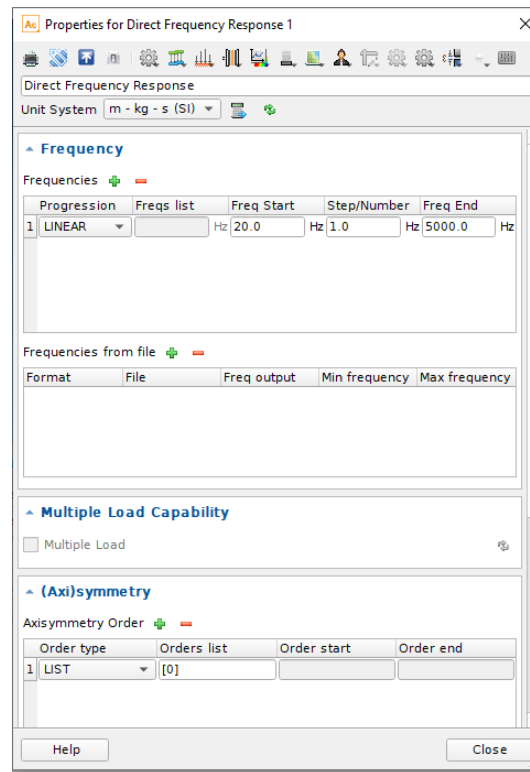 Ac Properties for Direct Frequency Response 1
Direct Frequency Response
Unit System m - kg - s (SI)
Frequency
Frequencies
Progression Freqs list Freq Start Step/Number Freq End
1 LINEAR Hz 20.0 Hz 1.0 Hz 5000.0 Hz
Frequencies from file
Format File Freq output Min frequency Max frequency
Multiple Load Capability
Multiple Load
(Axi)symmetry
Axisymmetry Order
Order type Orders list Order start Order end
1 LIST [0]
Help Close